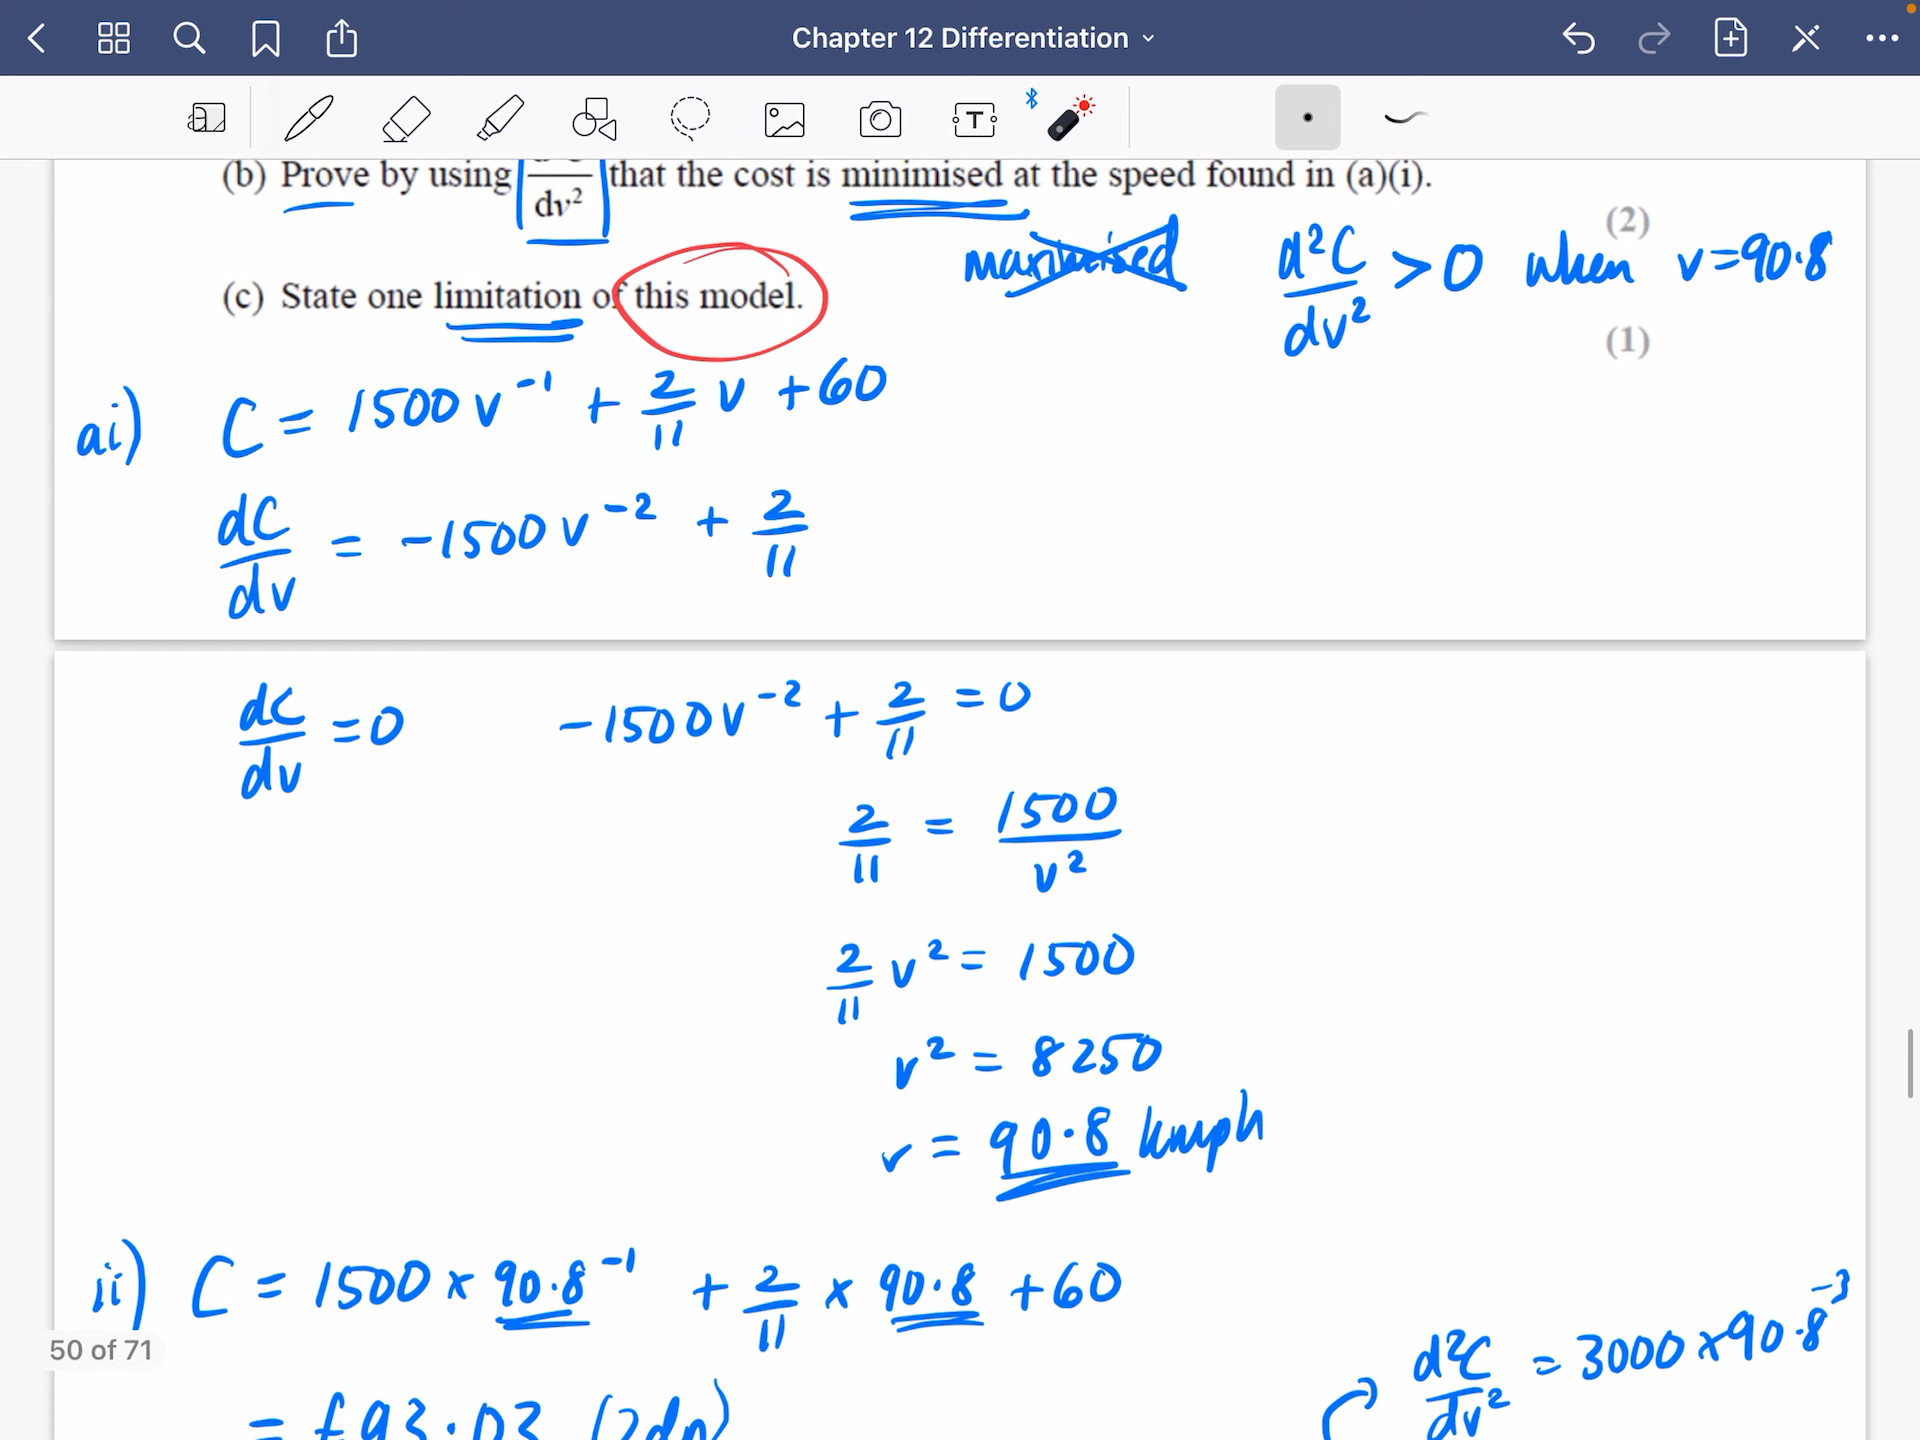 Chapter 12 Differentiation
T
(b) Prove by using dv² that the cost is minimised at the speed found in (a)(i).
(2)
maximised d²C/dv² > 0 when v=90.8
(c) State one limitation of this model.
(1)
ai) C = 1500v⁻¹ + 2/11 v + 60
dC/dv = -1500v⁻² + 2/11
dC/dv = 0 -1500v⁻² + 2/11 = 0
2/11 = 1500/v²
2/11 v² = 1500
v² = 8250
v = 90.8 kmph
ii) C = 1500 × 90.8⁻¹ + 2/11 × 90.8 + 60
50 of 71
d²C/dv² = 3000 × 90.8⁻³
= £93.03 (2dp)